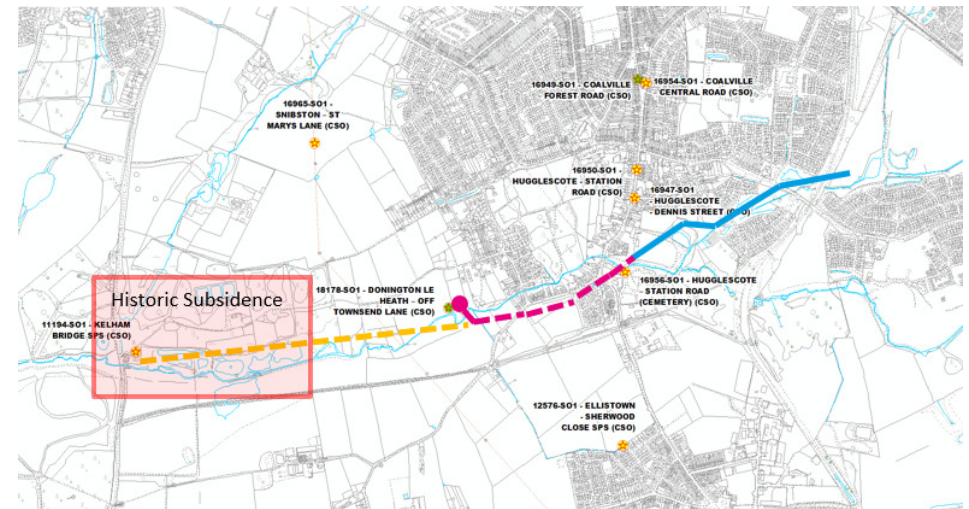 16949-SO1 - COALVILLE
FOREST ROAD (CSO)
16954-SO1 - COALVILLE
CENTRAL ROAD (CSO)
16965-SO1 -
SNIBSTON - ST
MARYS LANE (CSO)
16950-SO1 -
HUGGLESCOTE - STATION
ROAD (CSO)
16947-SO1
- HUGGLESCOTE
- DENNIS STREET (CSO)
Historic Subsidence
18178-SO1 - DONINGTON LE
HEATH - OFF
TOWNSEND LANE (CSO)
16956-SO1 - HUGGLESCOTE
- STATION ROAD
(CEMETERY) (CSO)
11194-SO1 - KELHAM
BRIDGE SPS (CSO)
12576-SO1 - ELLISTOWN
- SHERWOOD
CLOSE SPS (CSO)